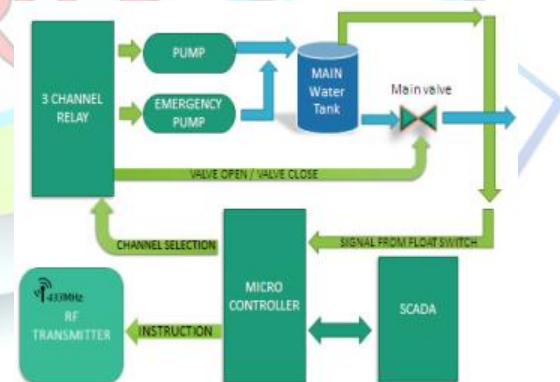 PUMP
MAIN
Water
Tank
Main valve
3 CHANNEL
RELAY
EMERGENCY
PUMP
VALVE OPEN / VALVE CLOSE
CHANNEL SELECTION
SIGNAL FROM FLOAT SWITCH
433MHz
RF
TRANSMITTER
INSTRUCTION
MICRO
CONTROLLER
SCADA